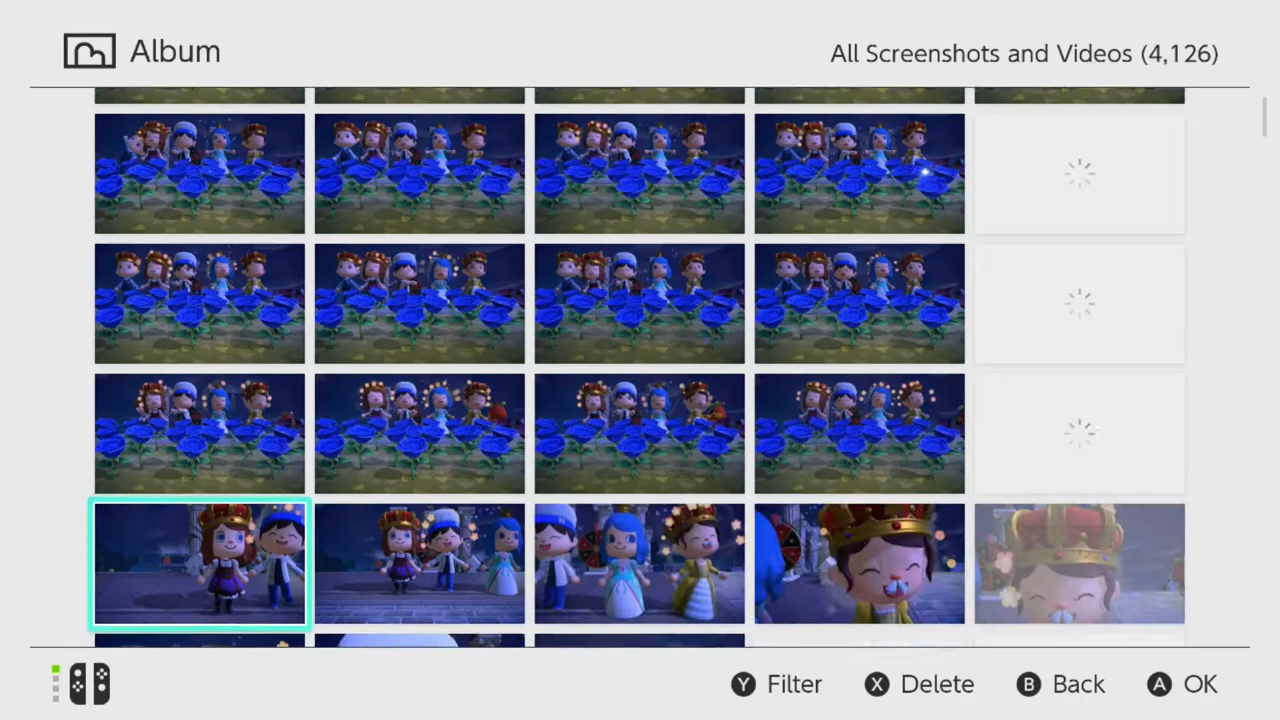 Album
All Screenshots and Videos (4,126)
Y Filter
X Delete
B Back
A OK